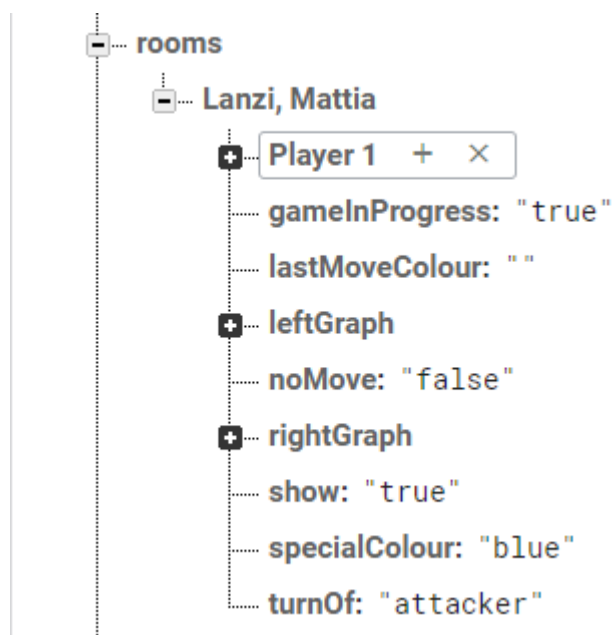 rooms
Lanzi, Mattia
Player 1 + ×
gameInProgress: "true"
lastMoveColour: ""
leftGraph
noMove: "false"
rightGraph
show: "true"
specialColour: "blue"
turnOf: "attacker"